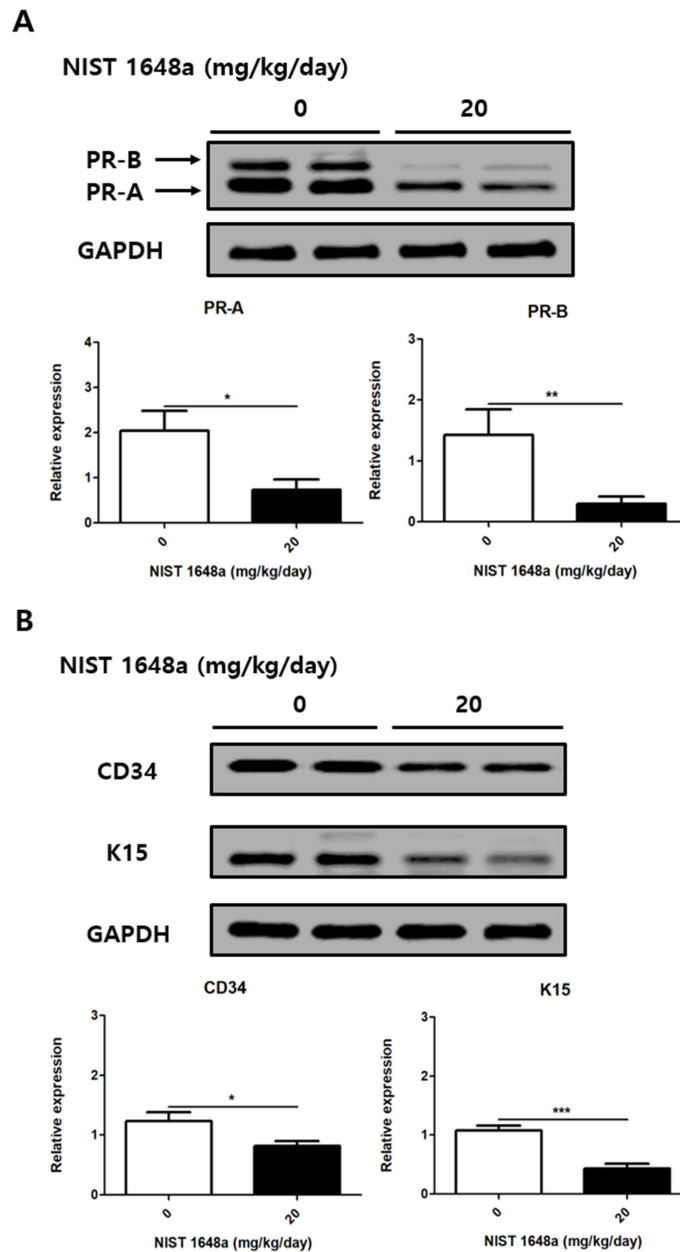 A
NIST 1648a (mg/kg/day)
0 20
PR-B
PR-A
GAPDH
PR-A PR-B
4
3
2
1
0
Relative expression
*
0 20
NIST 1648a (mg/kg/day)
3
2
1
0
Relative expression
**
0 20
NIST 1648a (mg/kg/day)
B
NIST 1648a (mg/kg/day)
0 20
CD34
K15
GAPDH
CD34 K15
3
2
1
0
Relative expression
*
0 20
NIST 1648a (mg/kg/day)
3
2
1
0
Relative expression
***
0 20
NIST 1648a (mg/kg/day)